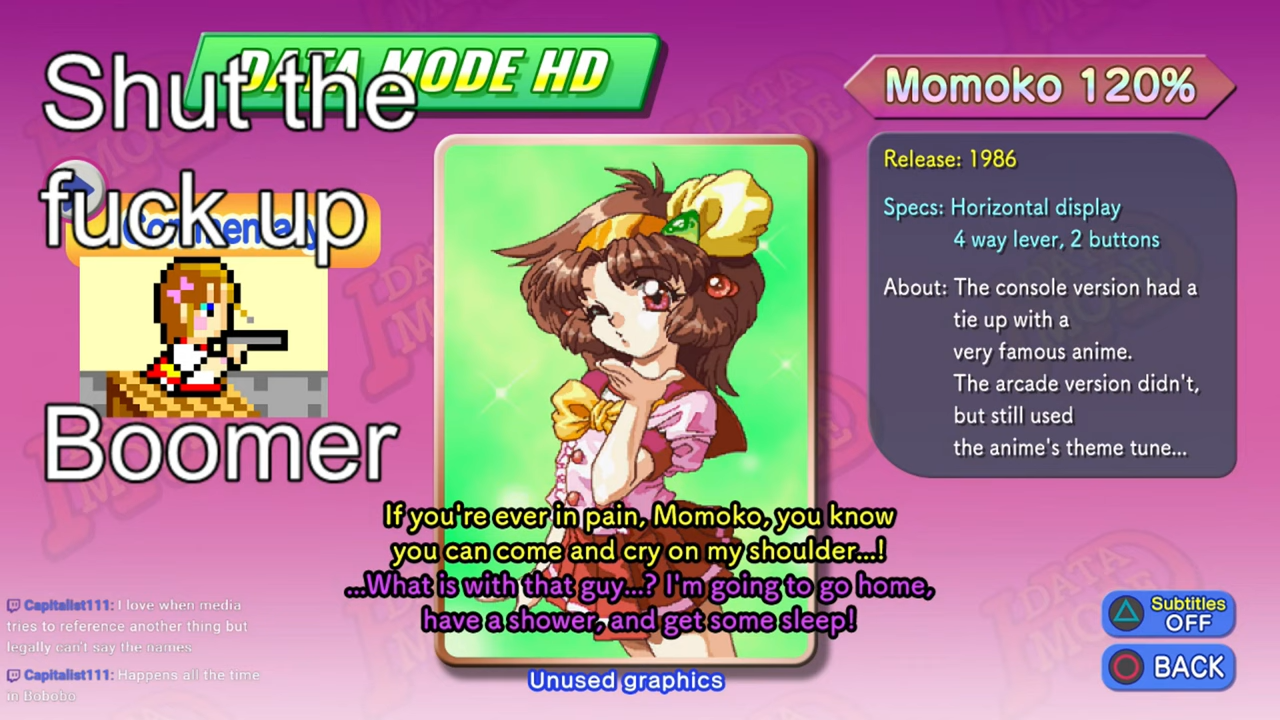 Shut the
fuck up
Boomer
DATA MODE HD
Commentary
Momoko 120%
Release: 1986
Specs: Horizontal display
4 way lever, 2 buttons
About: The console version had a
tie up with a
very famous anime.
The arcade version didn't,
but still used
the anime's theme tune...
If you're ever in pain, Momoko, you know
you can come and cry on my shoulder...!
...What is with that guy...? I'm going to go home,
have a shower, and get some sleep!
Unused graphics
Capitalist111: I love when media
tries to reference another thing but
legally can't say the names
Capitalist111: Happens all the time
in Bobobo
Subtitles
OFF
BACK